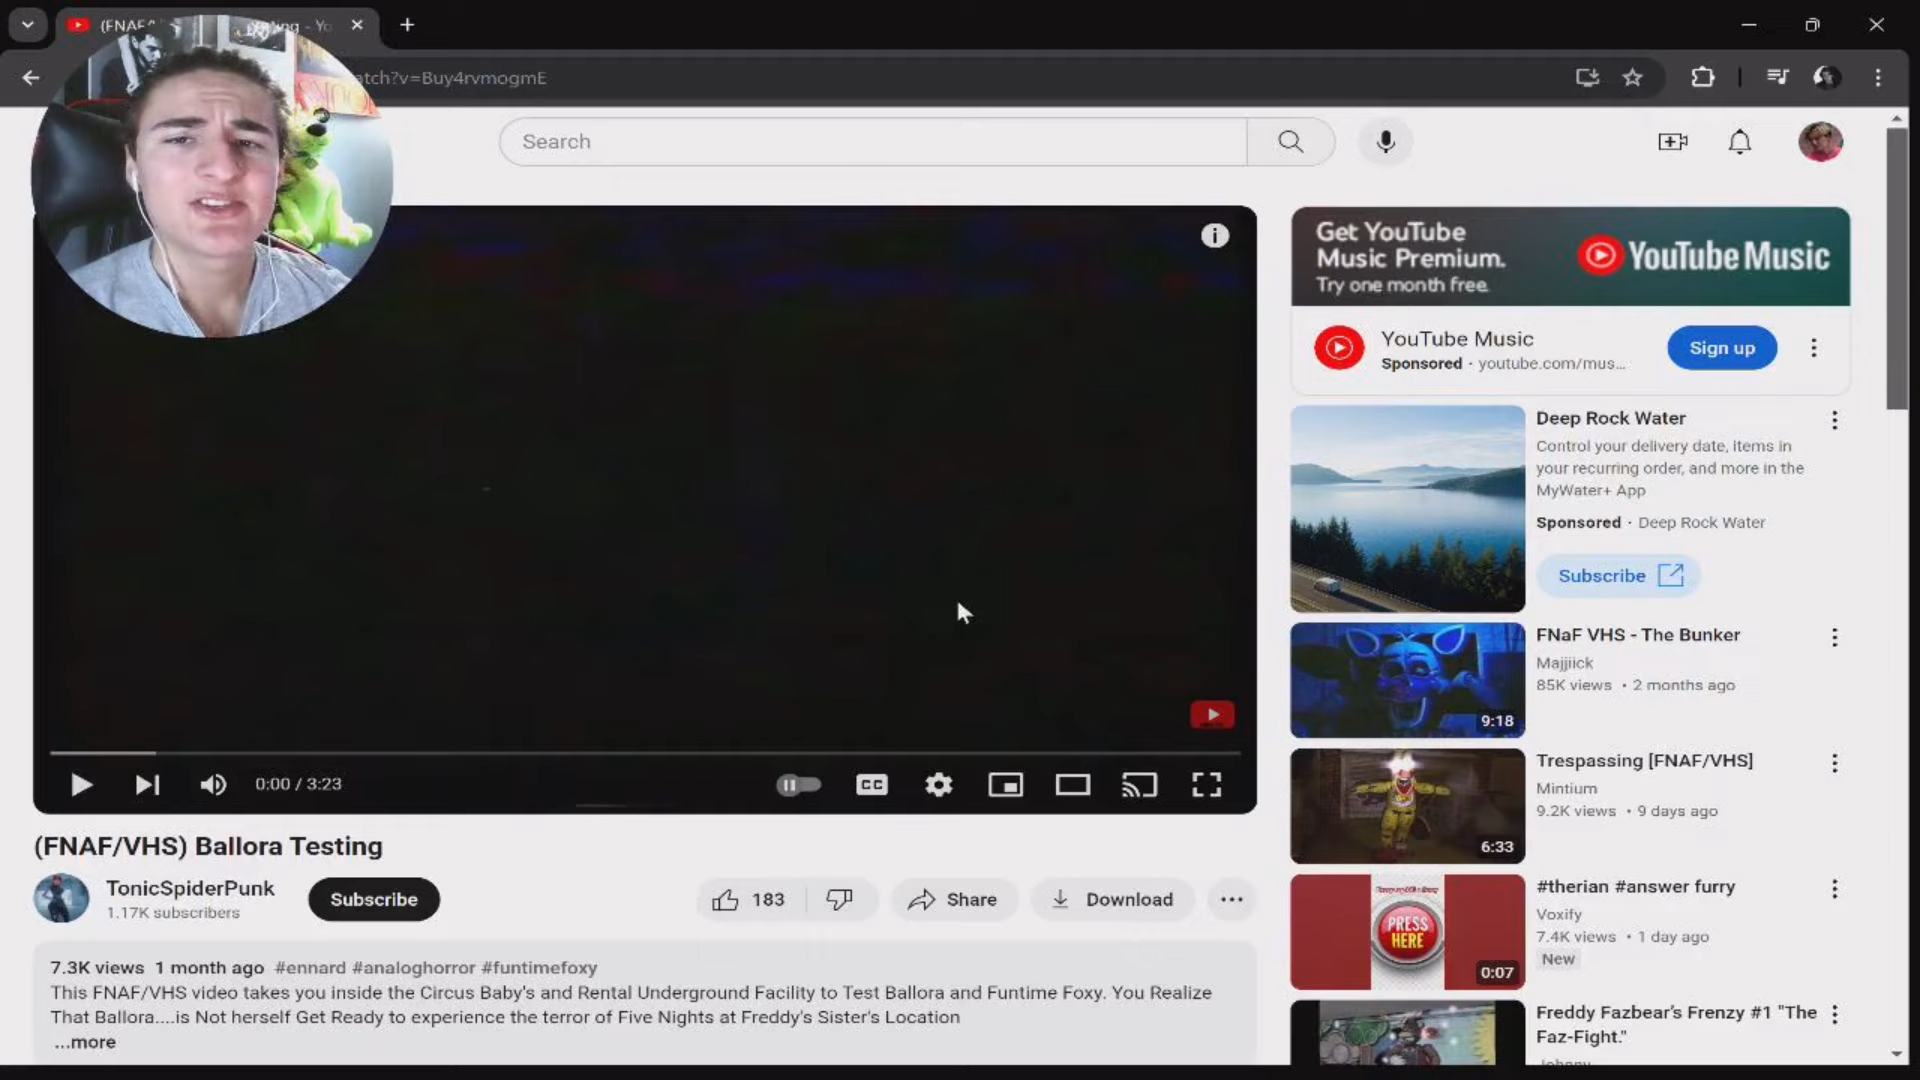 (FNAF
ting - Yo
atch?v=Buy4rvmogmE
Search
Get YouTube
Music Premium.
Try one month free.
YouTube Music
YouTube Music
Sponsored · youtube.com/mus...
Sign up
Deep Rock Water
Control your delivery date, items in
your recurring order, and more in the
MyWater+ App
Sponsored · Deep Rock Water
Subscribe
FNaF VHS - The Bunker
Majjiick
85K views • 2 months ago
9:18
Trespassing [FNAF/VHS]
Mintium
9.2K views • 9 days ago
6:33
#therian #answer furry
Voxify
7.4K views • 1 day ago
New
PRESS
HERE
0:07
Freddy Fazbear's Frenzy #1 "The
Faz-Fight."
0:00 / 3:23
CC
(FNAF/VHS) Ballora Testing
TonicSpiderPunk
1.17K subscribers
Subscribe
183
Share
Download
7.3K views 1 month ago #ennard #analoghorror #funtimefoxy
This FNAF/VHS video takes you inside the Circus Baby's and Rental Underground Facility to Test Ballora and Funtime Foxy. You Realize
That Ballora....is Not herself Get Ready to experience the terror of Five Nights at Freddy's Sister's Location
...more